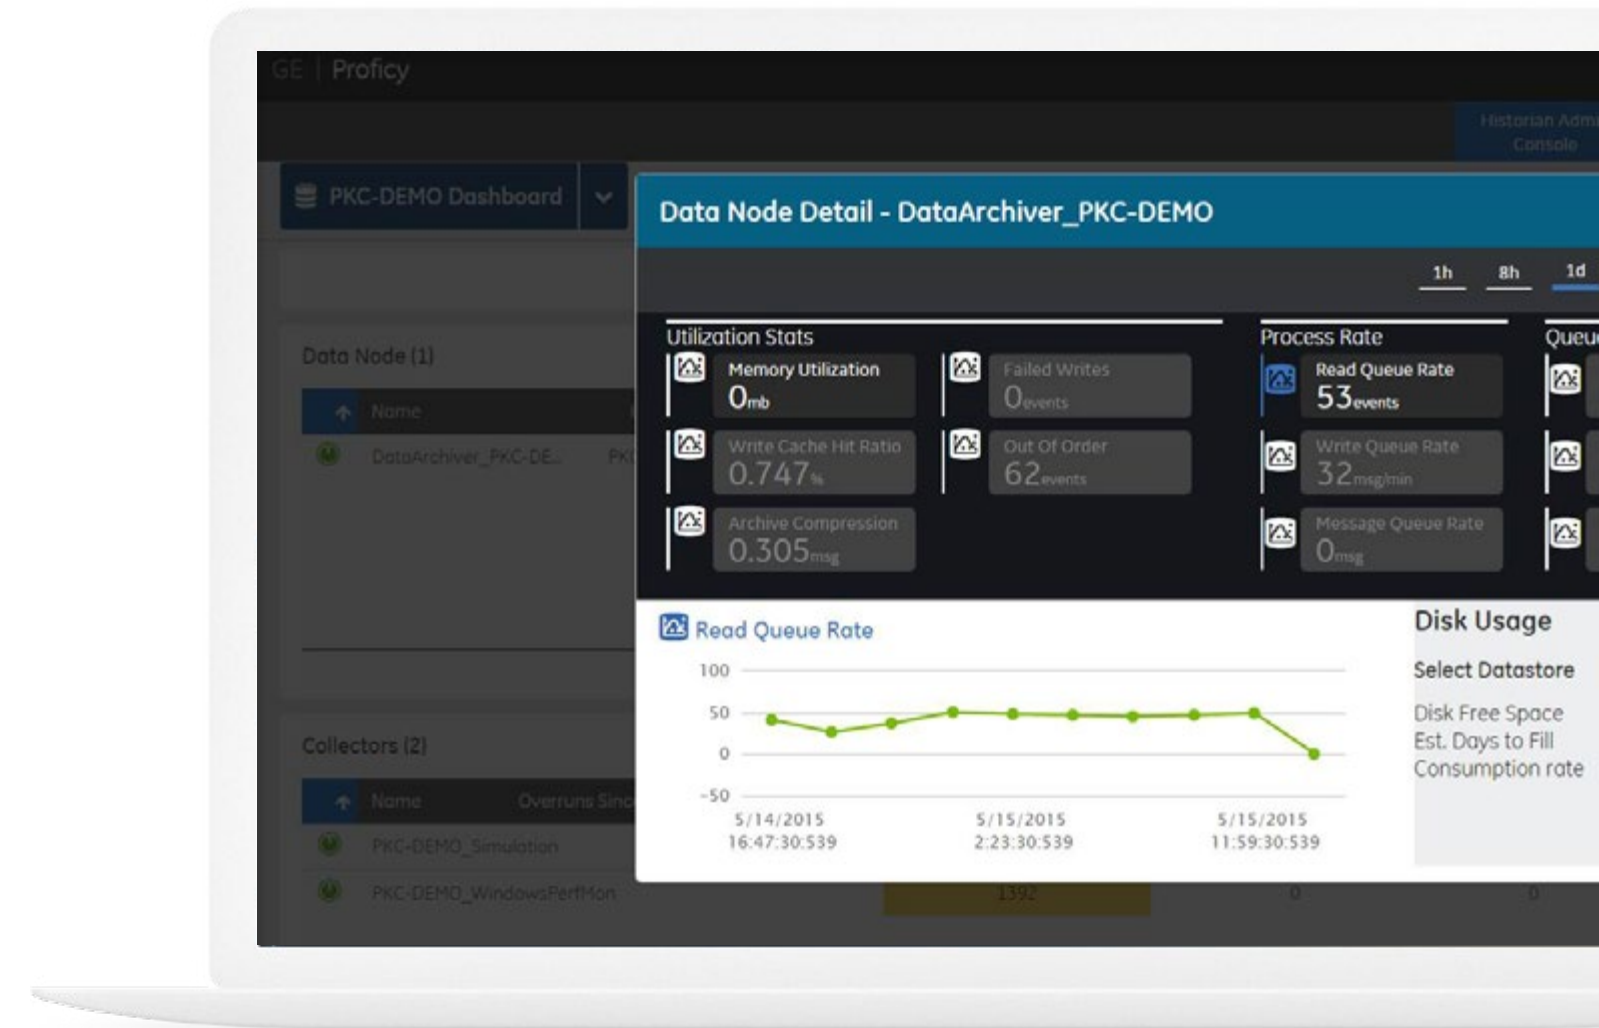 GE | Proficy
Historian Adm
Console
PKC-DEMO Dashboard
Data Node Detail - DataArchiver_PKC-DEMO
1h 8h 1d
Data Node (1)
Name
DataArchiver_PKC-DE... PKC
Utilization Stats
Memory Utilization
0mb
Failed Writes
0events
Write Cache Hit Ratio
0.747%
Out Of Order
62events
Archive Compression
0.305msg
Process Rate
Read Queue Rate
53events
Write Queue Rate
32msg/min
Message Queue Rate
0msg
Queue
Read Queue Rate
100
50
0
-50
5/14/2015
16:47:30:539
5/15/2015
2:23:30:539
5/15/2015
11:59:30:539
Disk Usage
Select Datastore
Disk Free Space
Est. Days to Fill
Consumption rate
Collectors (2)
Name Overruns Sinc
PKC-DEMO_Simulation
PKC-DEMO_WindowsPerfMon 1392 0 0